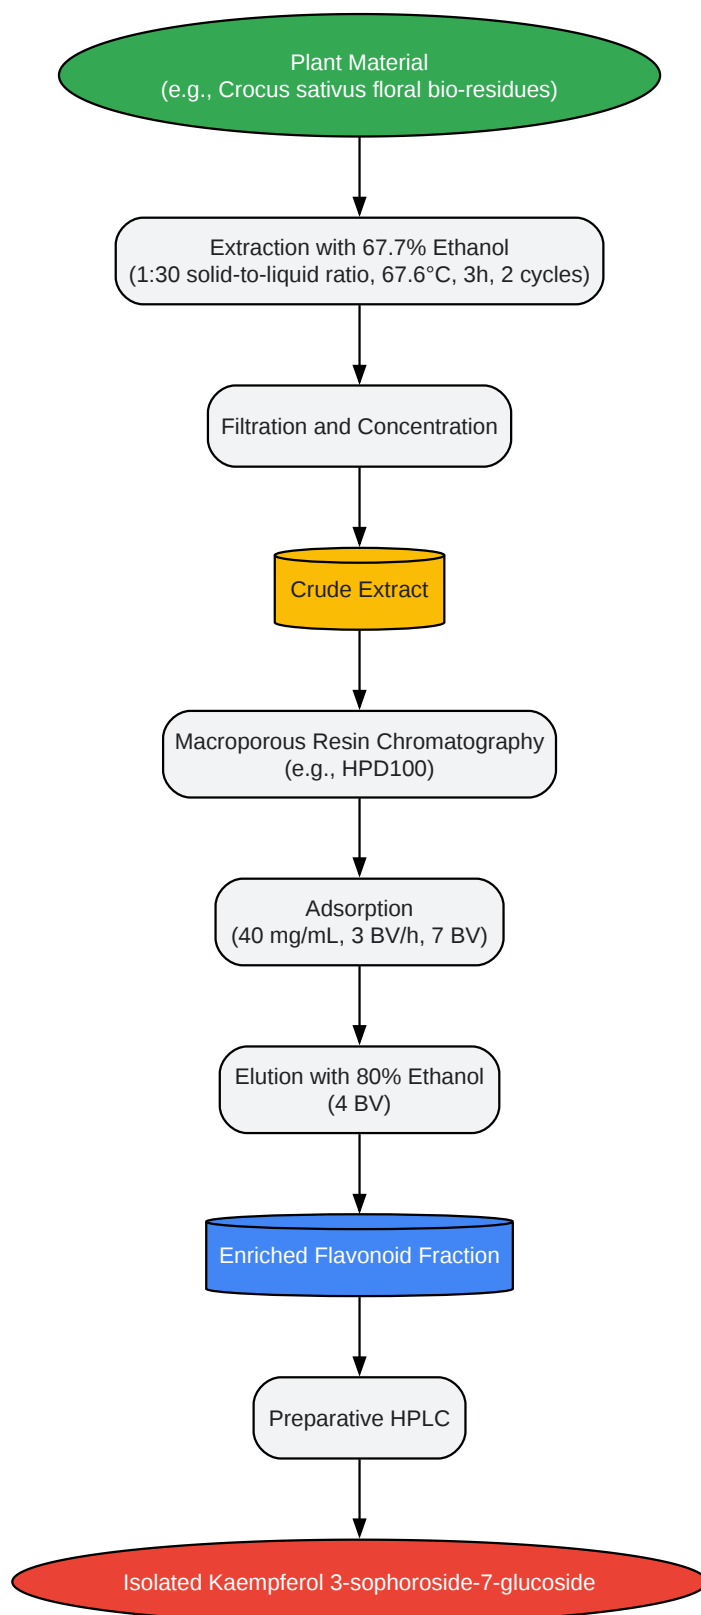 Plant Material
(e.g., Crocus sativus floral bio-residues)
Extraction with 67.7% Ethanol
(1:30 solid-to-liquid ratio, 67.6°C, 3h, 2 cycles)
Filtration and Concentration
Crude Extract
Macroporous Resin Chromatography
(e.g., HPD100)
Adsorption
(40 mg/mL, 3 BV/h, 7 BV)
Elution with 80% Ethanol
(4 BV)
Enriched Flavonoid Fraction
Preparative HPLC
Isolated Kaempferol 3-sophoroside-7-glucoside